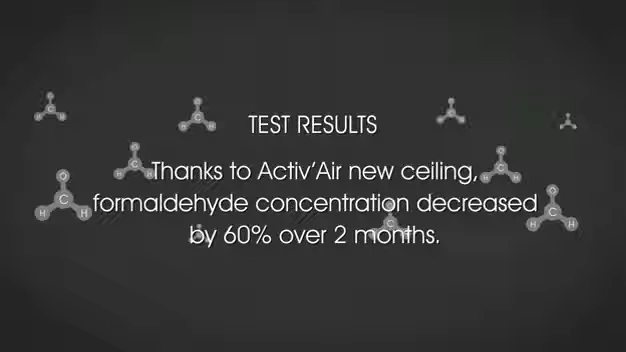 TEST RESULTS
Thanks to Activ'Air new ceiling,
formaldehyde concentration decreased
by 60% over 2 months.